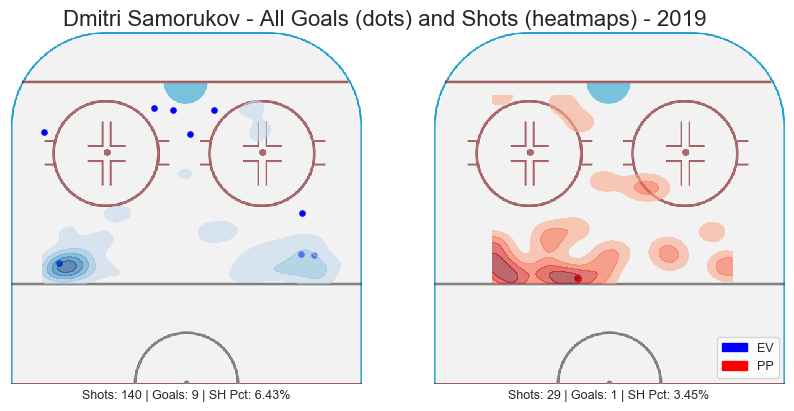 Dmitri Samorukov - All Goals (dots) and Shots (heatmaps) - 2019
EV
PP
Shots: 140 | Goals: 9 | SH Pct: 6.43%
Shots: 29 | Goals: 1 | SH Pct: 3.45%